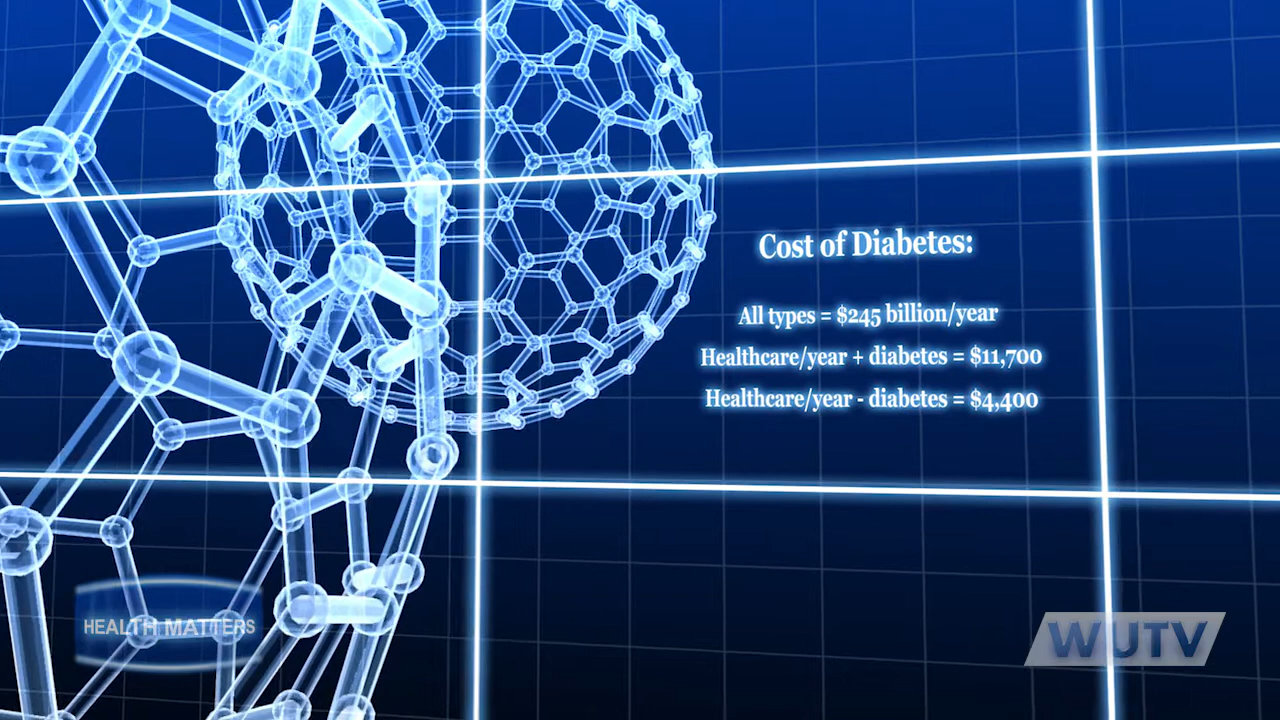 Cost of Diabetes:
All types = $245 billion/year
Healthcare/year + diabetes = $11,700
Healthcare/year - diabetes = $4,400
HEALTH MATTERS
WUTV